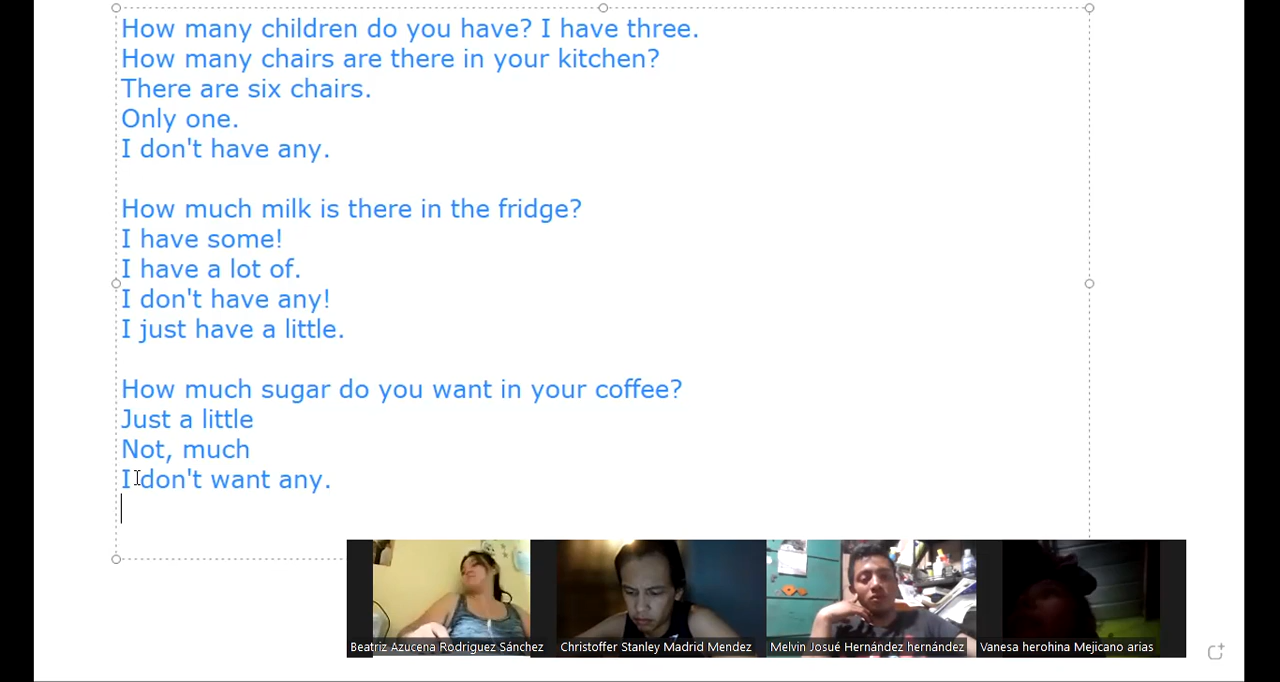 How many children do you have? I have three.
How many chairs are there in your kitchen?
There are six chairs.
Only one.
I don't have any.
How much milk is there in the fridge?
I have some!
I have a lot of.
I don't have any!
I just have a little.
How much sugar do you want in your coffee?
Just a little
Not, much
I don't want any.
Beatriz Azucena Rodriguez Sánchez
Christoffer Stanley Madrid Mendez
Melvin Josué Hernández hernández
Vanesa herohina Mejicano arias